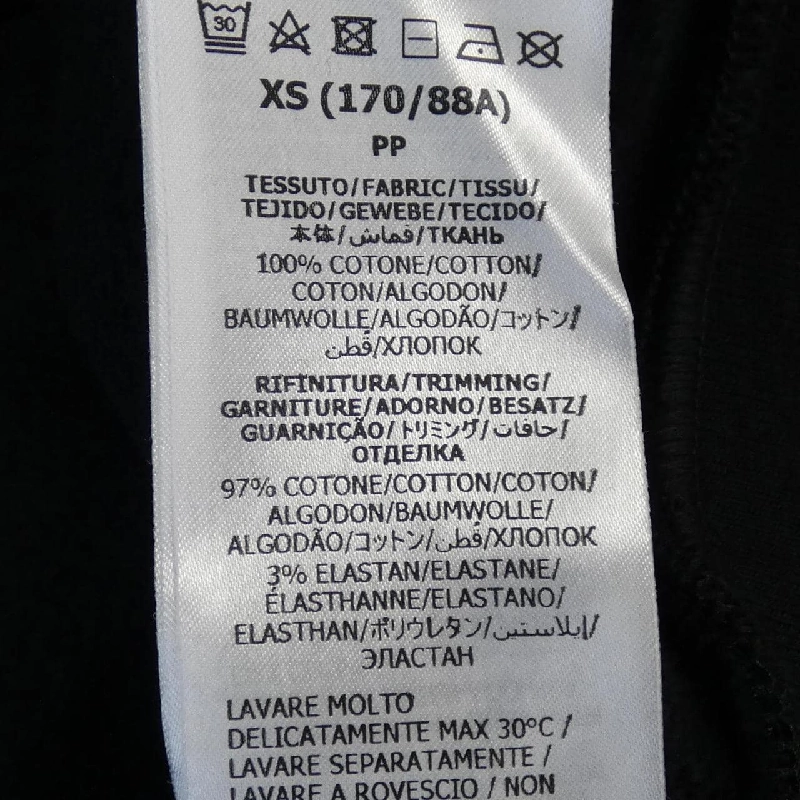 30
XS (170/88A)
PP
TESSUTO/FABRIC/TISSU/
TEJIDO/GEWEBE/TECIDO/
本体/قماش/ТКАНЬ
100% COTONE/COTTON/
COTON/ALGODON/
BAUMWOLLE/ALGODÃO/コットン/
قطن/ХЛОПОК
RIFINITURA/TRIMMING/
GARNITURE/ADORNO/BESATZ/
GUARNIÇÃO/トリミング/حافات/
ОТДЕЛКА
97% COTONE/COTTON/COTON/
ALGODON/BAUMWOLLE/
ALGODÃO/コットン/قطن/ХЛОПОК
3% ELASTAN/ELASTANE/
ÉLASTHANNE/ELASTANO/
ELASTHAN/ポリウレタン/إيلاستين/
ЭЛАСТАН
LAVARE MOLTO
DELICATAMENTE MAX 30°C /
LAVARE SEPARATAMENTE /
LAVARE A ROVESCIO / NON